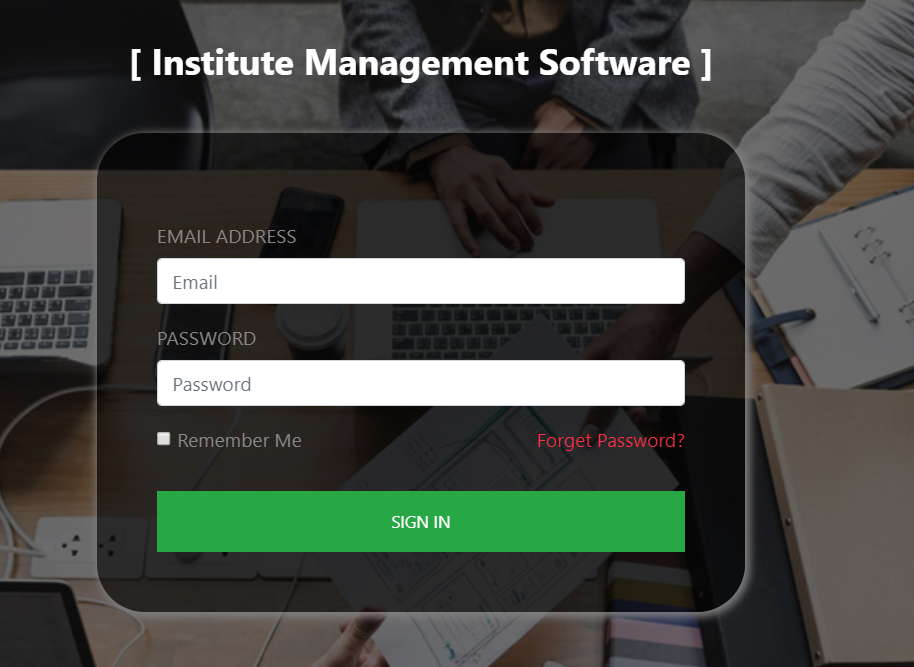 [ Institute Management Software ]
EMAIL ADDRESS
Email
PASSWORD
Password
Remember Me Forget Password?
SIGN IN